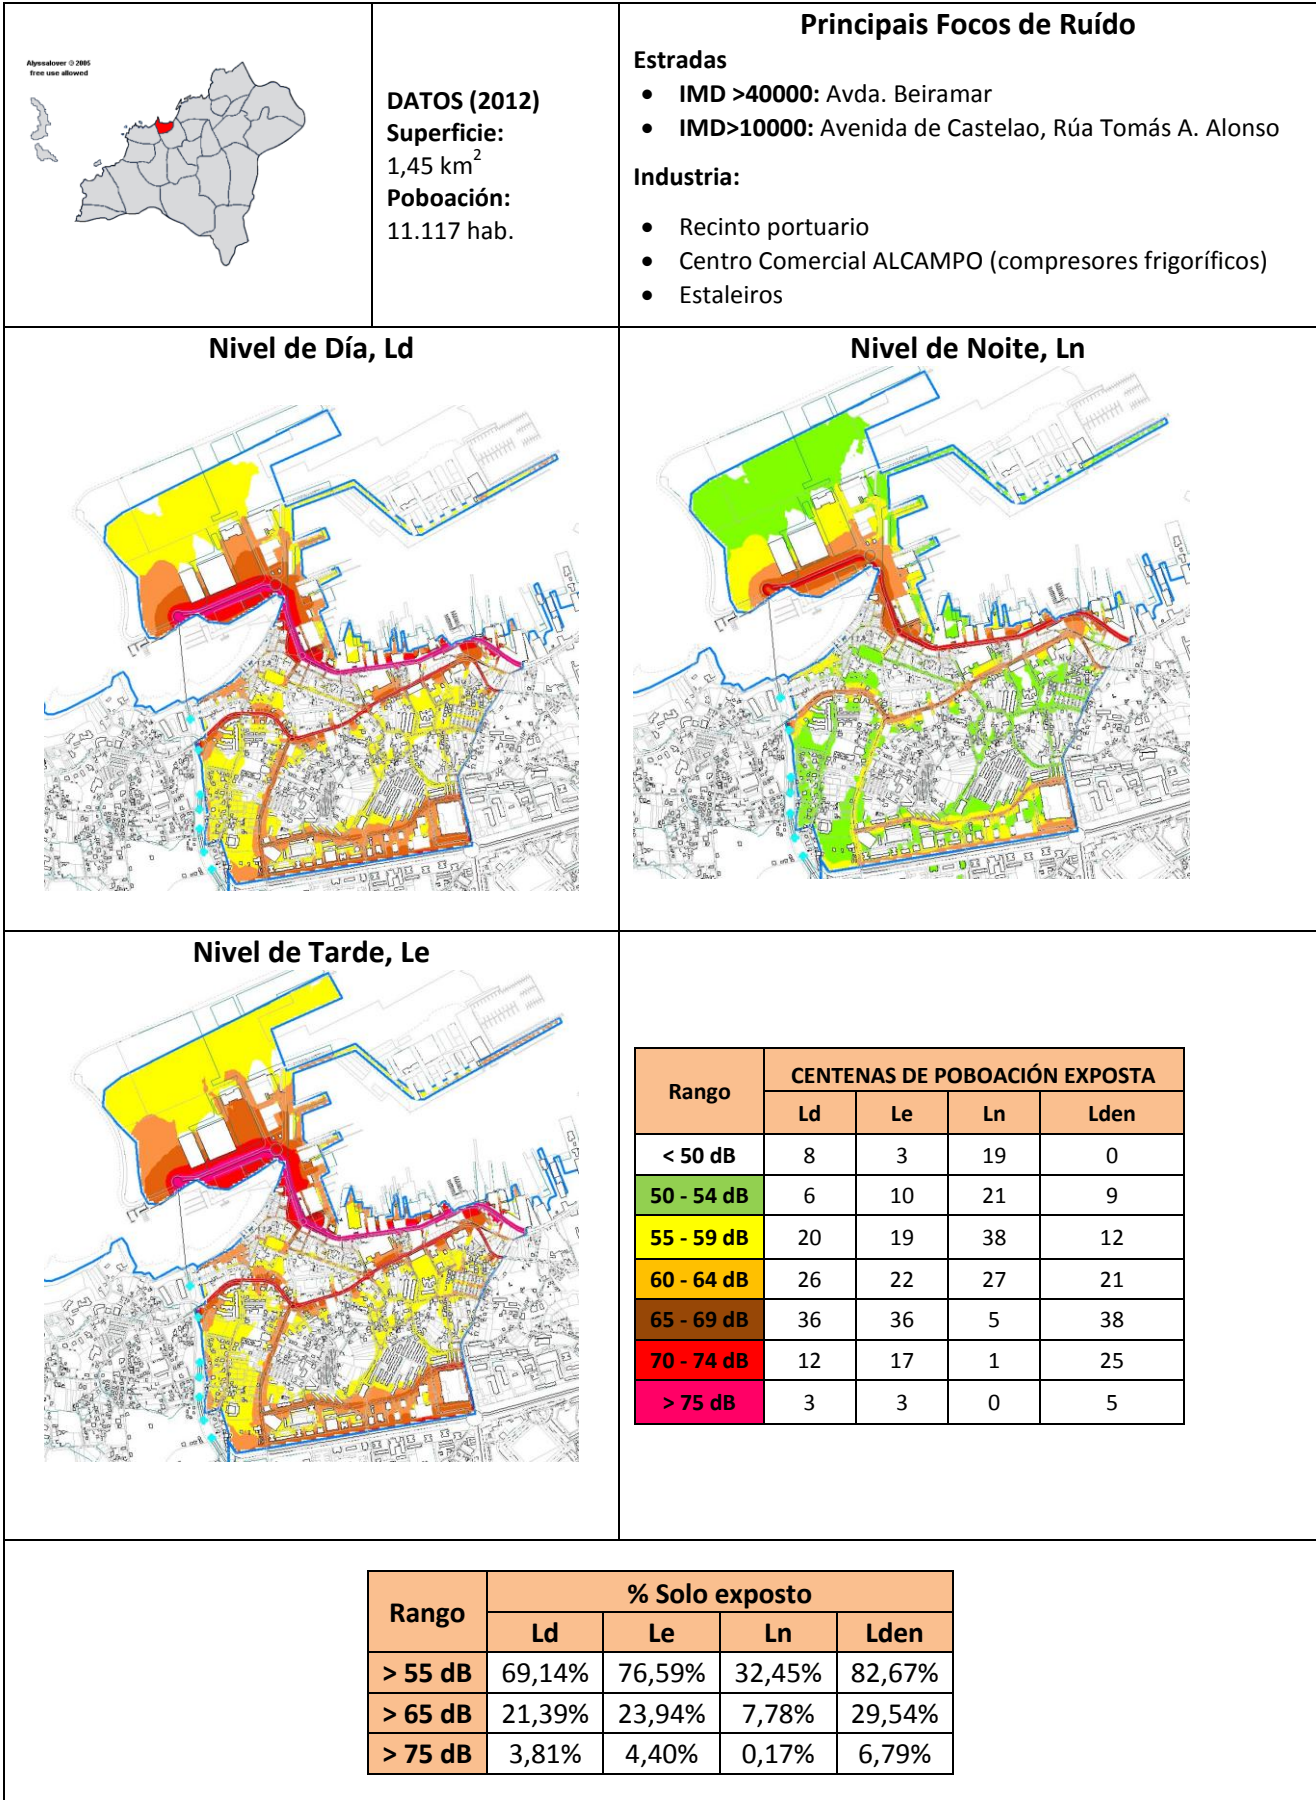 Alyssalover © 2005
free use allowed
DATOS (2012)
Superficie:
1,45 km2
Poboación:
11.117 hab.
Principais Focos de Ruído
Estradas
• IMD >40000: Avda. Beiramar
• IMD>10000: Avenida de Castelao, Rúa Tomás A. Alonso
Industria:
• Recinto portuario
• Centro Comercial ALCAMPO (compresores frigoríficos)
• Estaleiros
Nivel de Día, Ld
Nivel de Noite, Ln
Nivel de Tarde, Le
Rango CENTENAS DE POBOACIÓN EXPOSTA
Ld Le Ln Lden
< 50 dB 8 3 19 0
50 - 54 dB 6 10 21 9
55 - 59 dB 20 19 38 12
60 - 64 dB 26 22 27 21
65 - 69 dB 36 36 5 38
70 - 74 dB 12 17 1 25
> 75 dB 3 3 0 5
Rango % Solo exposto
Ld Le Ln Lden
> 55 dB 69,14% 76,59% 32,45% 82,67%
> 65 dB 21,39% 23,94% 7,78% 29,54%
> 75 dB 3,81% 4,40% 0,17% 6,79%